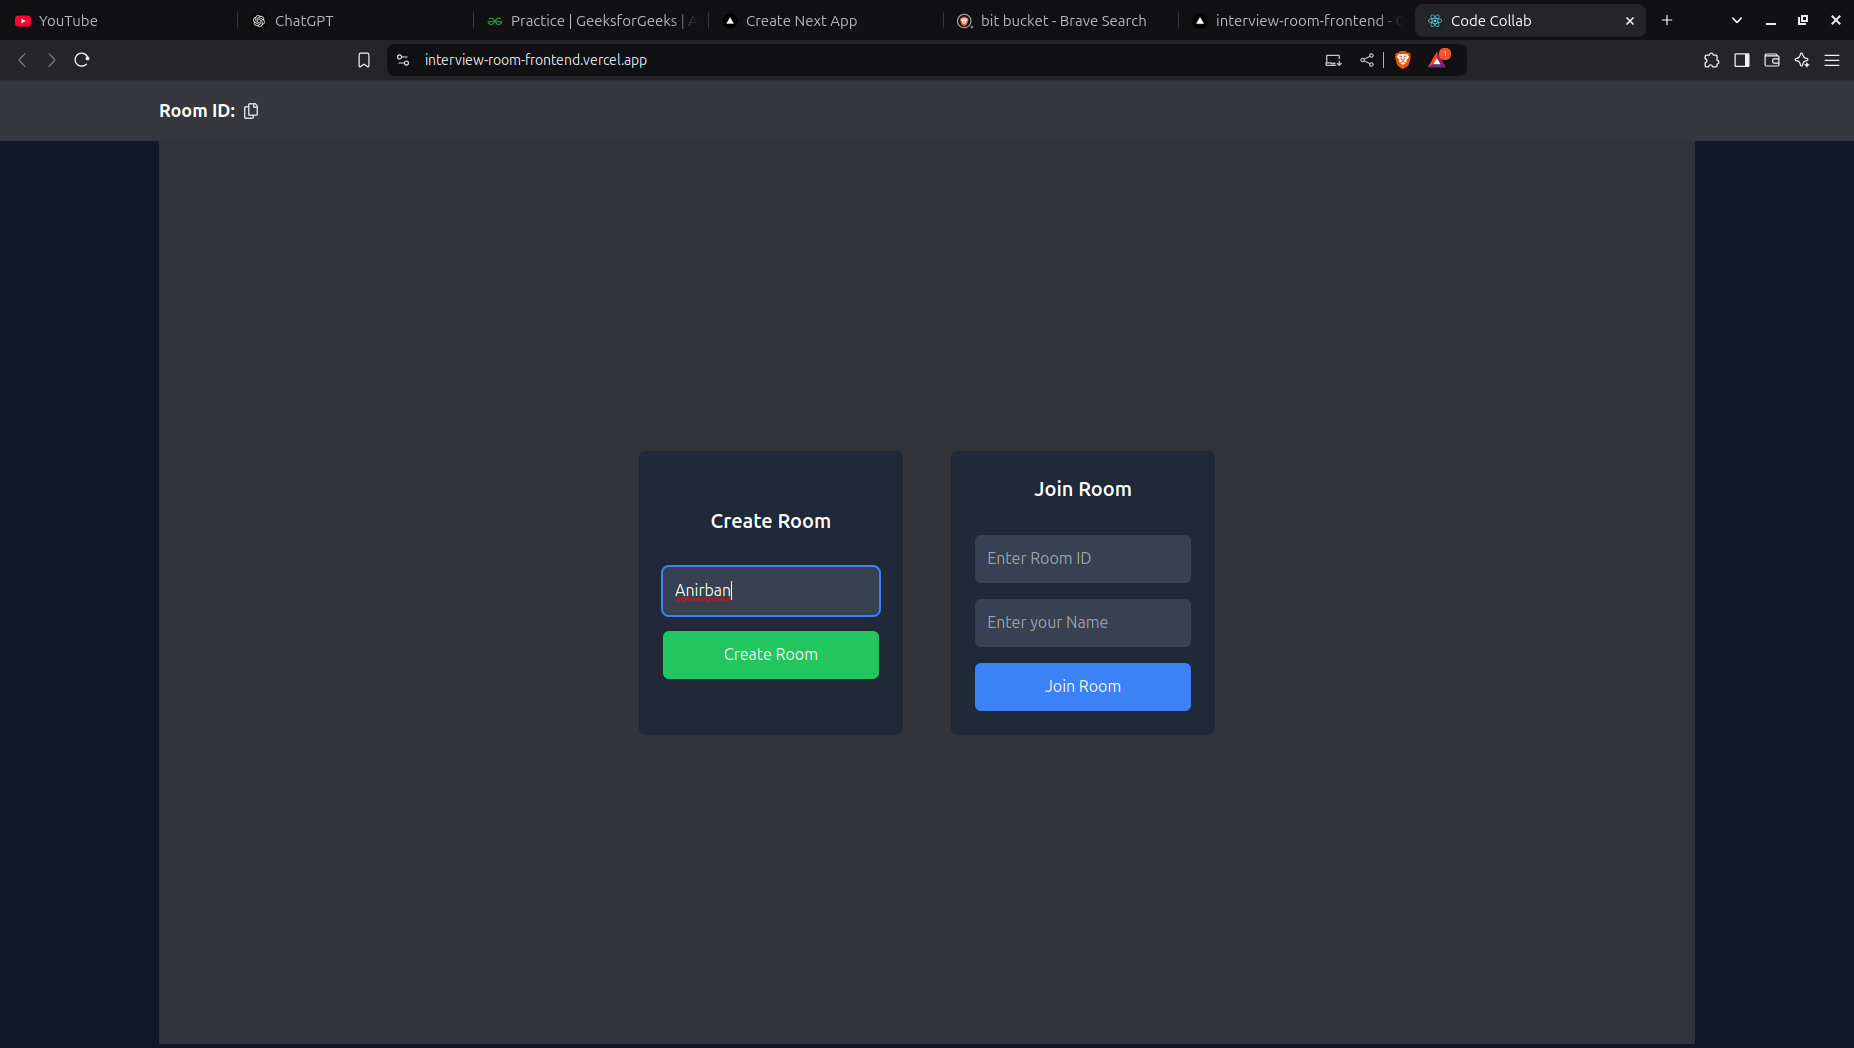 YouTube
ChatGPT
Practice | GeeksforGeeks |
Create Next App
bit bucket - Brave Search
interview-room-frontend -
Code Collab
interview-room-frontend.vercel.app
1
Room ID:
Create Room
Anirban
Create Room
Join Room
Enter Room ID
Enter your Name
Join Room